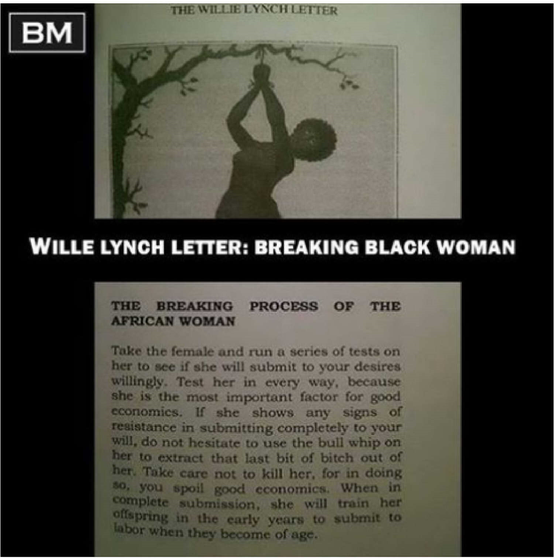 THE WILLIE LYNCH LETTER
BM
WILLE LYNCH LETTER: BREAKING BLACK WOMAN
THE BREAKING PROCESS OF THE
AFRICAN WOMAN
Take the female and run a series of tests on
her to see if she will submit to your desires
willingly. Test her in every way, because
she is the most important factor for good
economics. If she shows any signs of
resistance in submitting completely to your
will, do not hesitate to use the bull whip on
her to extract that last bit of bitch out of
her. Take care not to kill her, for in doing
so, you spoil good economics. When in
complete submission, she will train her
offspring in the early years to submit to
labor when they become of age.